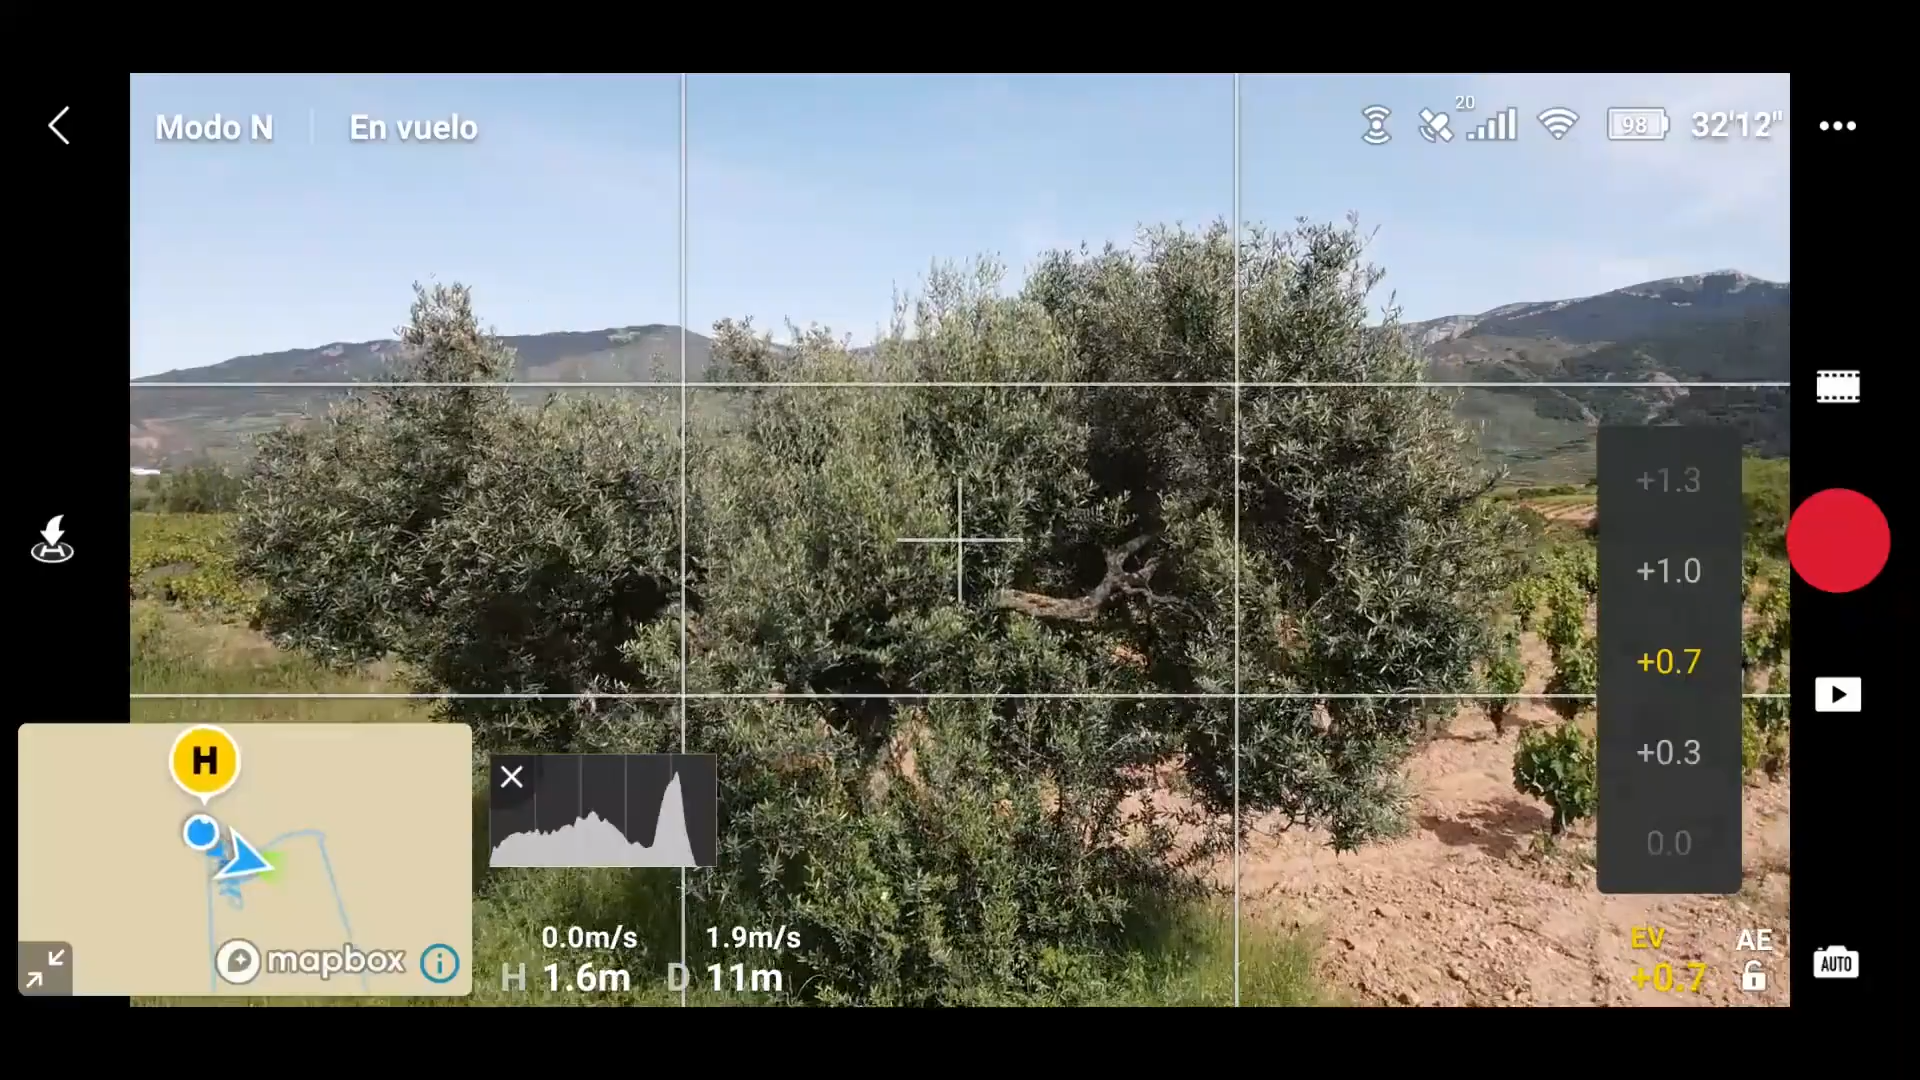 Modo N
En vuelo
20
98
32'12"
+1.3
+1.0
+0.7
+0.3
0.0
H
mapbox
0.0m/s
1.9m/s
H 1.6m
D 11m
EV
+0.7
AE
AUTO